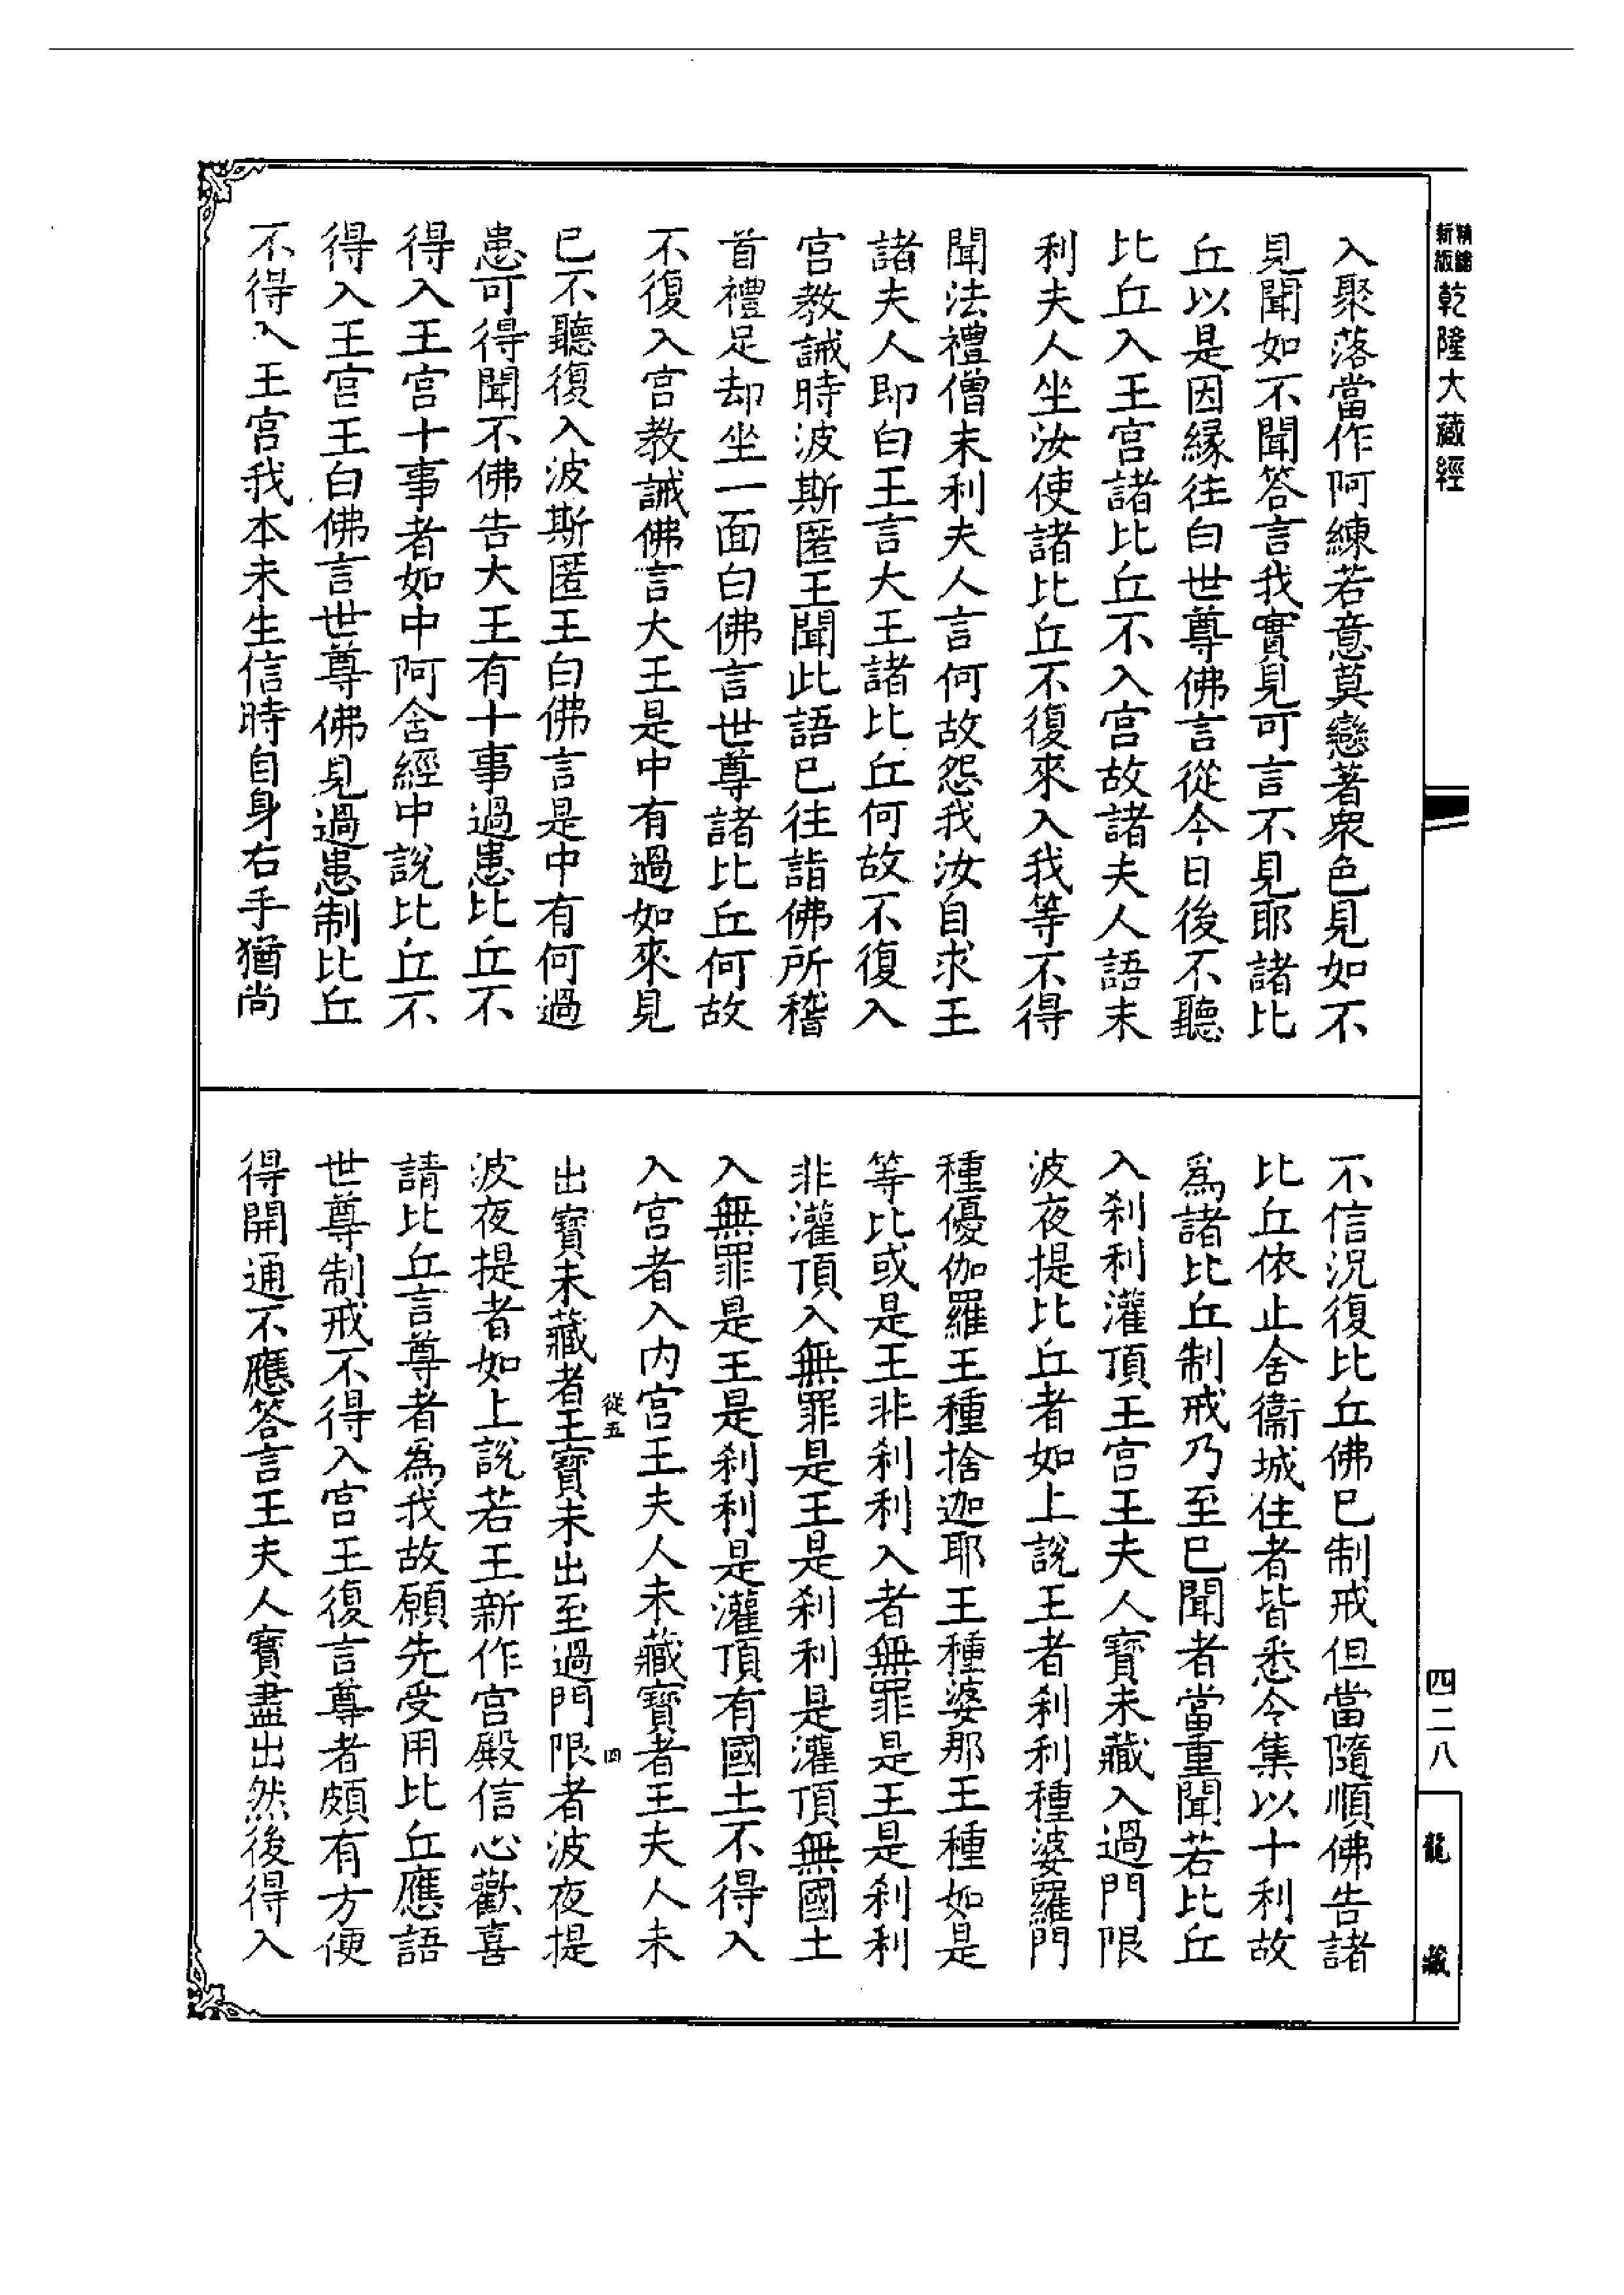 精繡新版乾隆大藏經
入聚落當作阿練若意莫戀著衆色見如不
見聞如不聞答言我實見可言不見耶諸比
丘以是因緣往白世尊佛言從今日後不聽
比丘入王宮諸比丘不入宮故諸夫人語末
利夫人坐汝使諸比丘不復來入我等不得
聞法禮僧末利夫人言何故怨我汝自求王
諸夫人即白王言大王諸比丘何故不復入
宮教誡時波斯匿王聞此語已往詣佛所稽
首禮足却坐一面白佛言世尊諸比丘何故
不復入宮教誡佛言大王是中有過如來見
已不聽復入波斯匿王白佛言是中有何過
患可得聞不佛告大王有十事過患比丘不
得入王宮十事者如中阿含經中說比丘不
得入王宮王白佛言世尊佛見過患制比丘
不得入王宮我本未生信時自身右手猶尚
不信況復比丘佛已制戒但當隨順佛告諸
比丘依止舍衞城住者皆悉令集以十利故
爲諸比丘制戒乃至已聞者當重聞若比丘
入刹利灌頂王宮王夫人寶未藏入過門限
波夜提比丘者如上說王者刹利種婆羅門
種優伽羅王種捨迦耶王種婆那王種如是
等比或是王非刹利入者無罪是王是刹利
非灌頂入無罪是王是刹利是灌頂無國土
入無罪是王是刹利是灌頂有國土不得入
入宮者入内宮王夫人未藏寶者王夫人未
從五
四
出寶未藏者王寶未出至過門限者波夜提
波夜提者如上說若王新作宮殿信心歡喜
請比丘言尊者爲我故願先受用比丘應語
世尊制戒不得入宮王復言尊者頗有方便
得開通不應答言王夫人寶盡出然後得入
四二八
龍藏